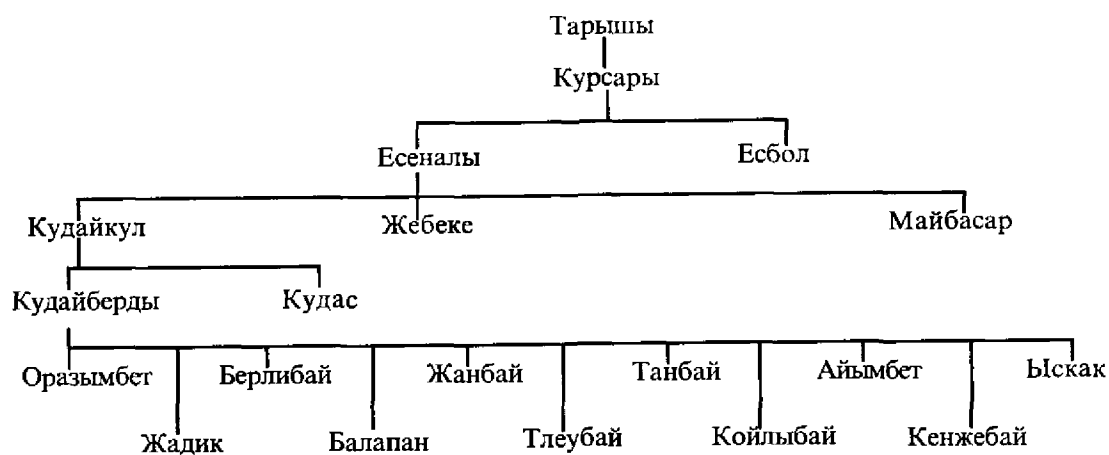 Тарышы
Курсары
Есеналы Есбол
Кудайкул Жебеке Майбасар
Кудайберды Кудас
Оразымбет Берлибай Жанбай Танбай Айымбет Ыскак
Жадик Балапан Тлеубай Койлыбай Кенжебай